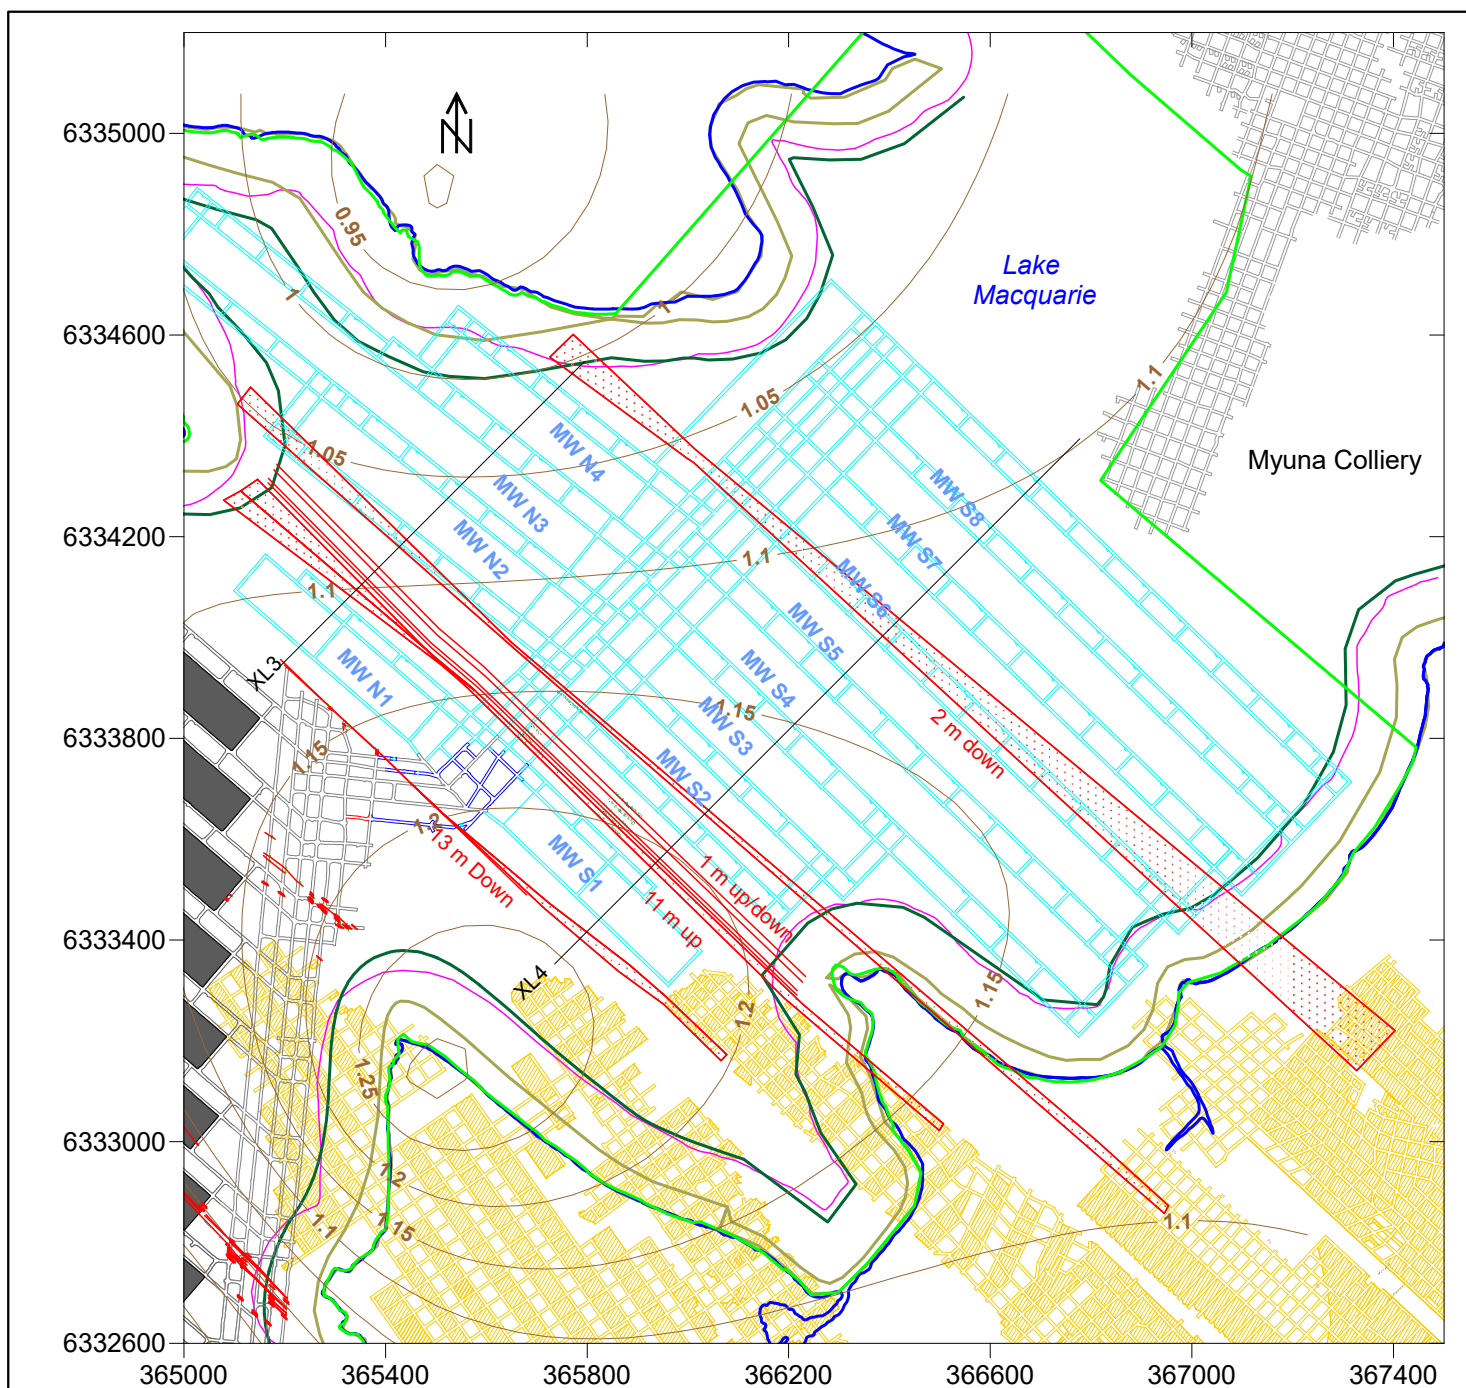 N
6335000
6334600
6334200
6333800
6333400
6333000
6332600
365000
365400
365800
366200
366600
367000
367400
Lake
Macquarie
Myuna Colliery
0.95
1
1
1.05
1.05
1.1
1.1
1.1
1.15
1.15
1.15
1.2
1.2
1.25
1.2
1.15
1.1
1.1
MW N4
MW N3
MW N2
MW N1
MW S8
MW S7
MW S6
MW S5
MW S4
MW S3
MW S2
MW S1
XL3
XL4
2 m down
1 m up/down
11 m up
13 m Down